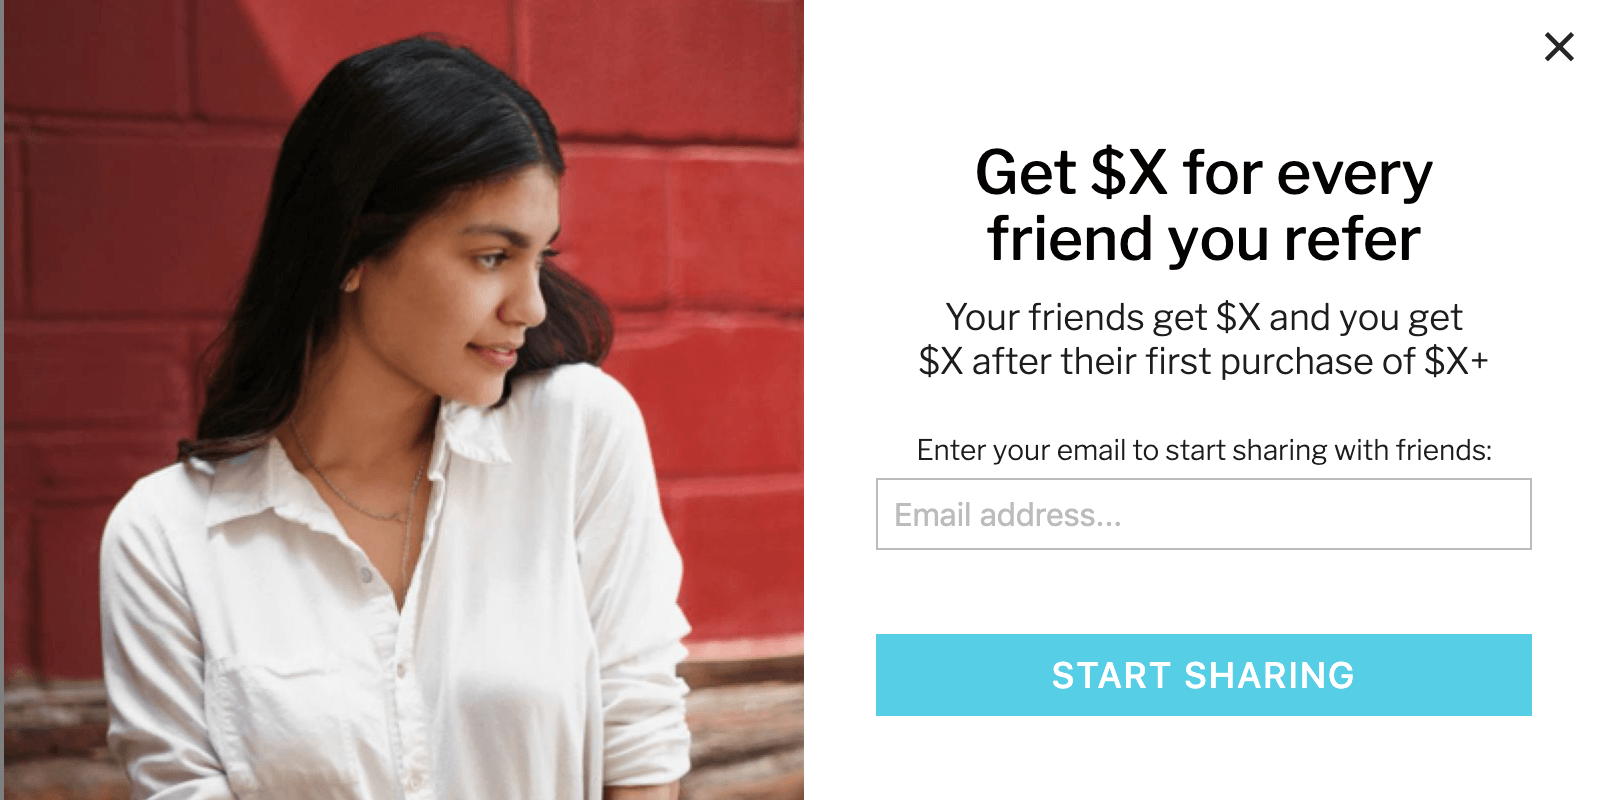 Get $X for every
friend you refer
Your friends get $X and you get
$X after their first purchase of $X+
Enter your email to start sharing with friends:
Email address...
START SHARING